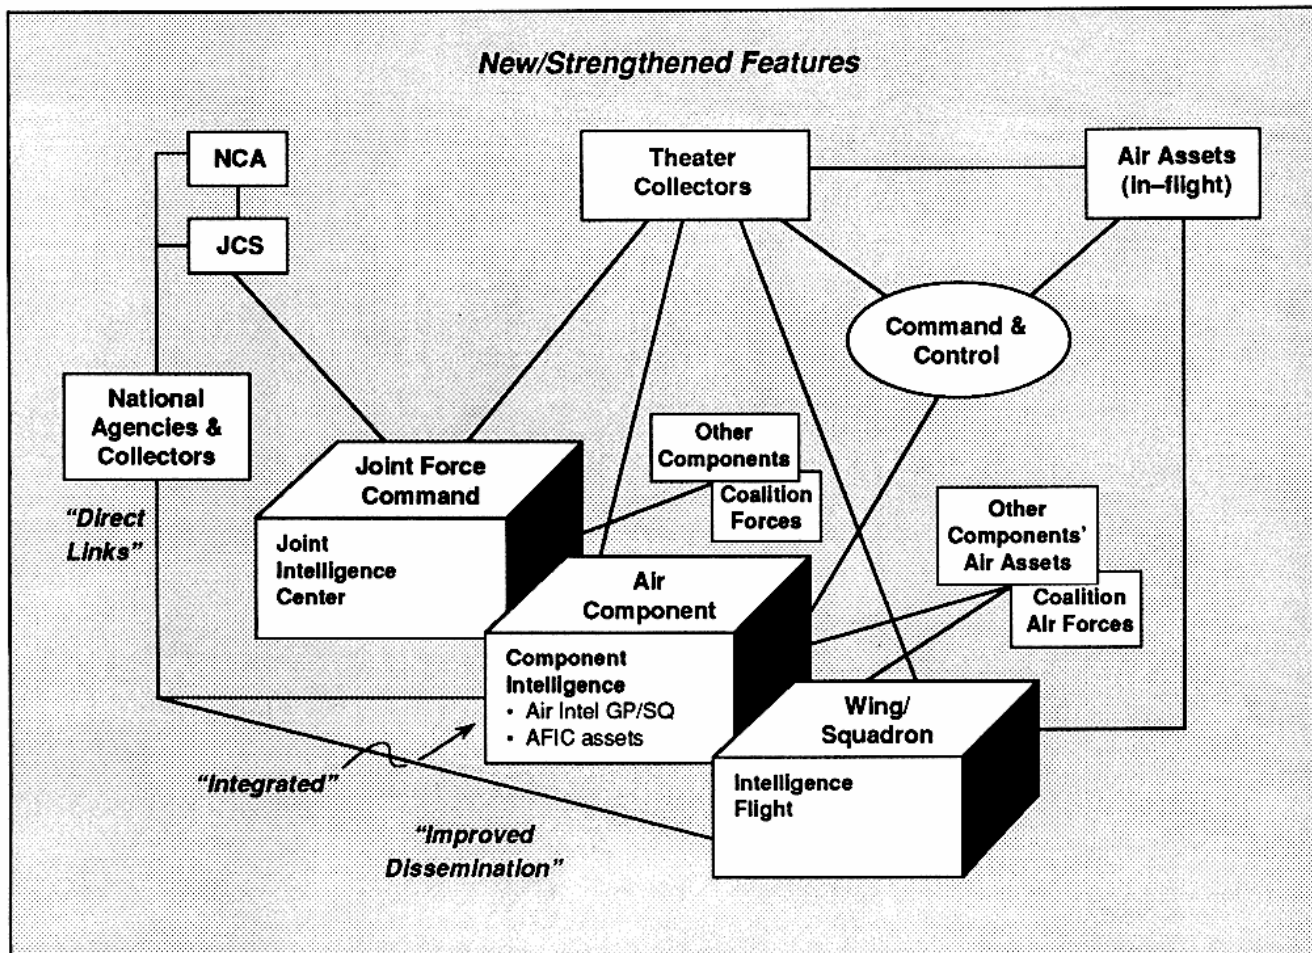 New/Strengthened Features
NCA
JCS
Theater
Collectors
Air Assets
(in–flight)
Command &
Control
National
Agencies &
Collectors
"Direct
Links"
Joint Force
Command
Joint
Intelligence
Center
Other
Components
Coalition
Forces
Other
Components'
Air Assets
Coalition
Air Forces
Air
Component
Component
Intelligence
• Air Intel GP/SQ
• AFIC assets
Wing/
Squadron
Intelligence
Flight
"Integrated"
"Improved
Dissemination"